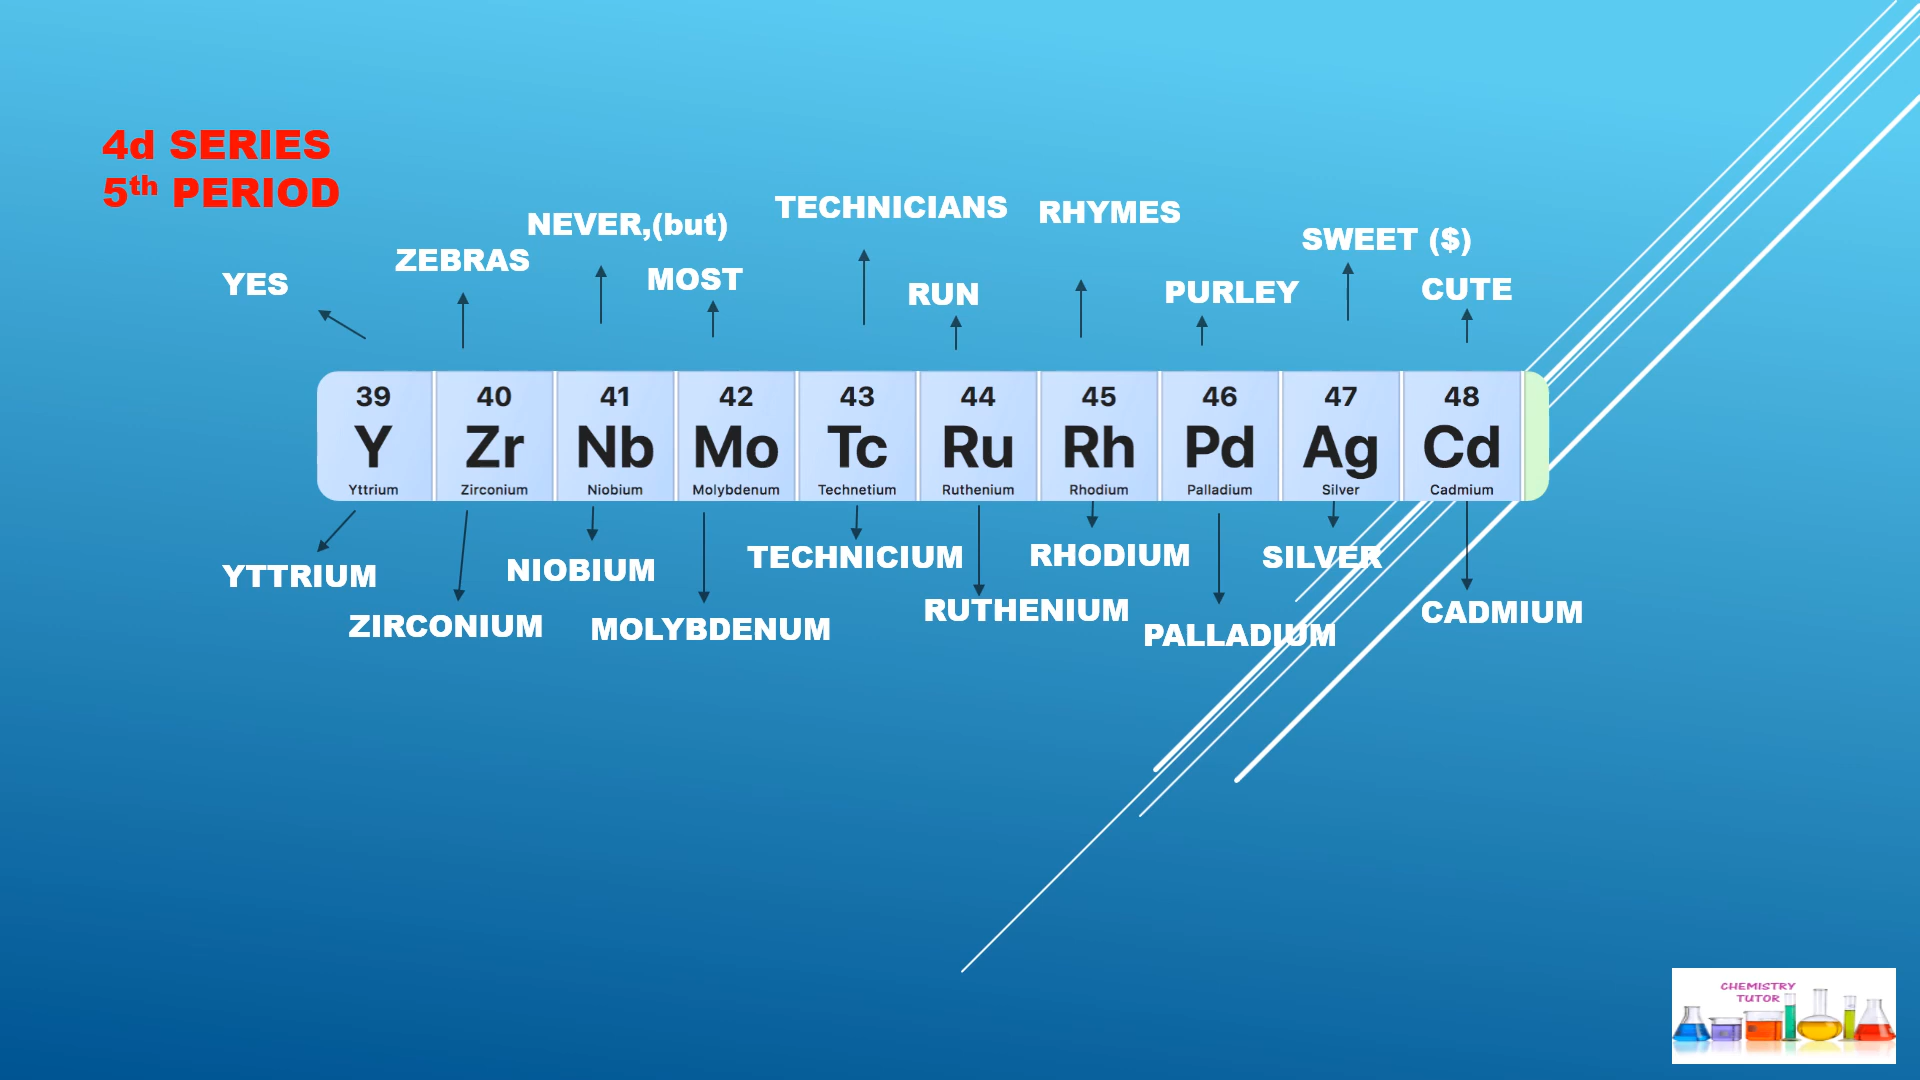 4d SERIES
5th PERIOD
YES
ZEBRAS
NEVER,(but)
MOST
TECHNICIANS
RUN
RHYMES
PURLEY
SWEET ($)
CUTE
39
Y
Yttrium
40
Zr
Zirconium
41
Nb
Niobium
42
Mo
Molybdenum
43
Tc
Technetium
44
Ru
Ruthenium
45
Rh
Rhodium
46
Pd
Palladium
47
Ag
Silver
48
Cd
Cadmium
YTTRIUM
ZIRCONIUM
NIOBIUM
MOLYBDENUM
TECHNICIUM
RUTHENIUM
RHODIUM
PALLADIUM
SILVER
CADMIUM
CHEMISTRY
TUTOR